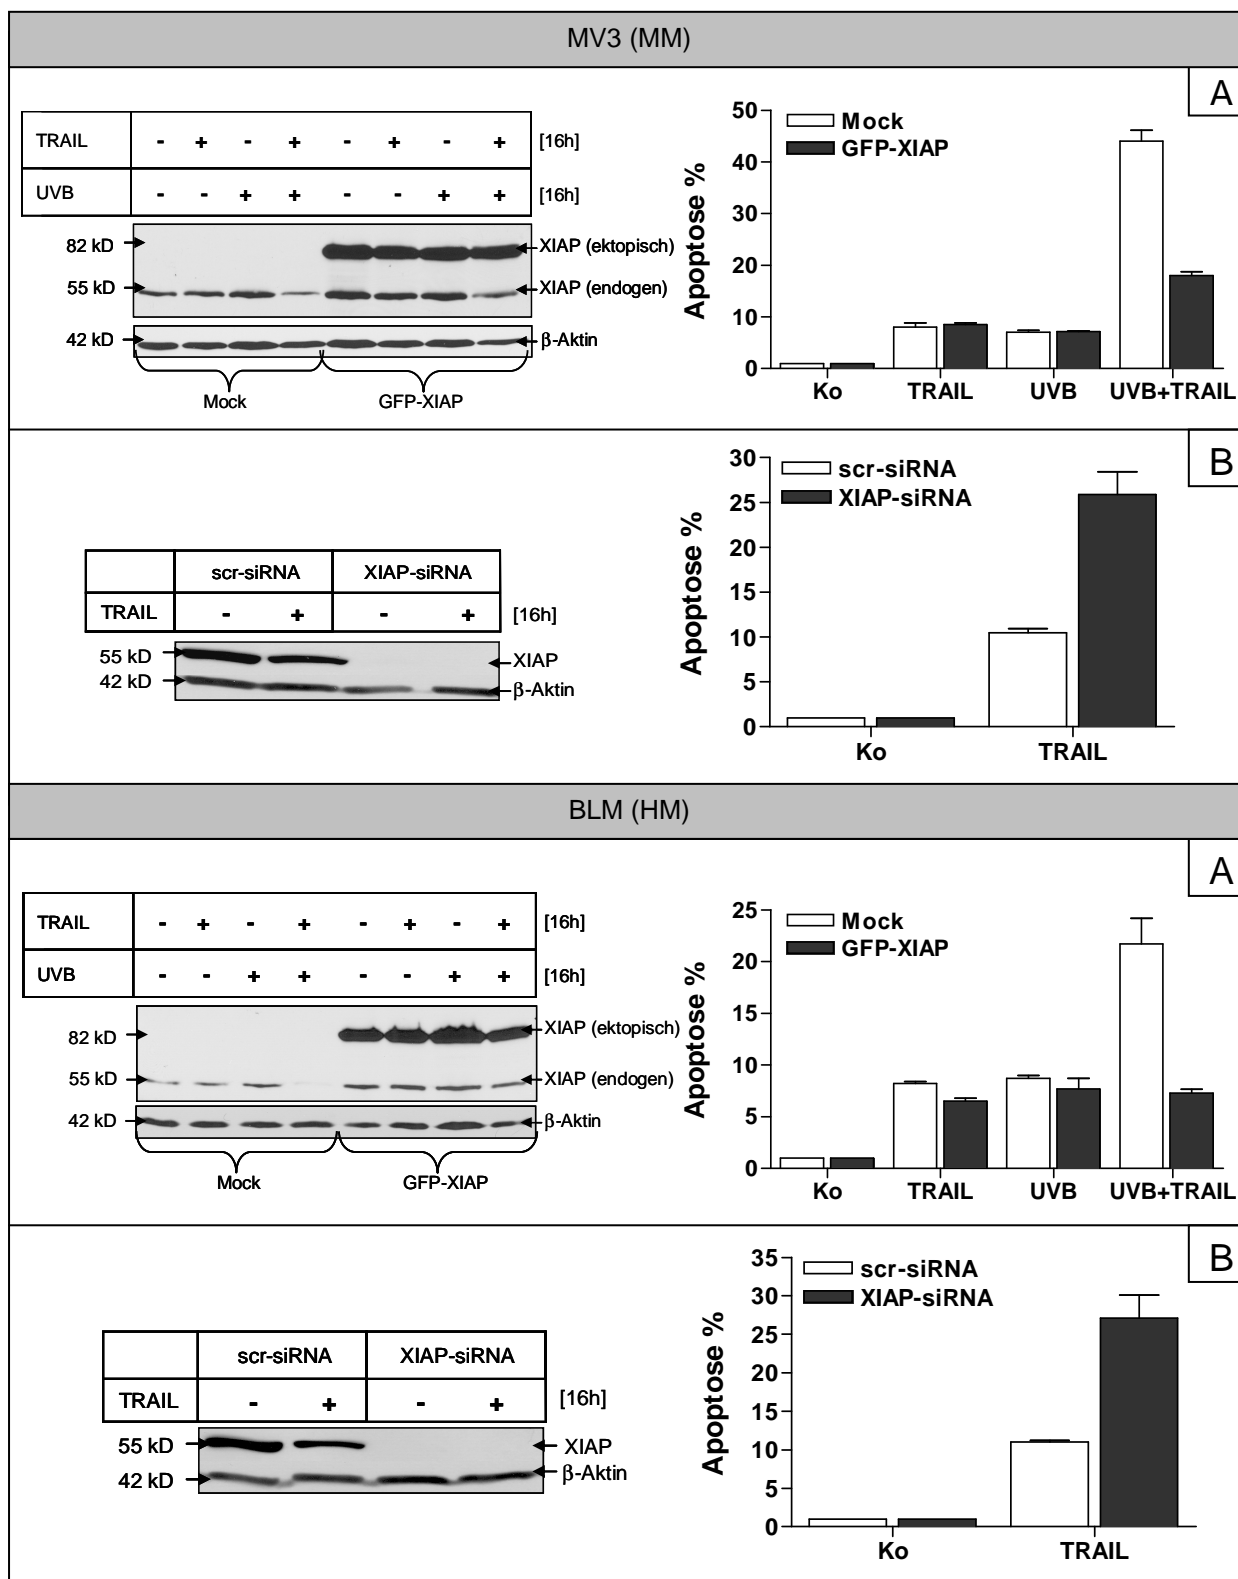 MV3 (MM)
A
TRAIL - + - + - + - + [16h]
UVB - - + + - - + + [16h]
82 kD
XIAP (ektopisch)
55 kD
XIAP (endogen)
42 kD
β-Aktin
Mock
GFP-XIAP
Mock
GFP-XIAP
Apoptose %
50
40
30
20
10
0
Ko TRAIL UVB UVB+TRAIL
B
scr-siRNA XIAP-siRNA
TRAIL - + - + [16h]
55 kD
XIAP
42 kD
β-Aktin
scr-siRNA
XIAP-siRNA
Apoptose %
30
25
20
15
10
5
0
Ko TRAIL
BLM (HM)
A
TRAIL - + - + - + - + [16h]
UVB - - + + - - + + [16h]
82 kD
XIAP (ektopisch)
55 kD
XIAP (endogen)
42 kD
β-Aktin
Mock
GFP-XIAP
Mock
GFP-XIAP
Apoptose %
25
20
15
10
5
0
Ko TRAIL UVB UVB+TRAIL
B
scr-siRNA XIAP-siRNA
TRAIL - + - + [16h]
55 kD
XIAP
42 kD
β-Aktin
scr-siRNA
XIAP-siRNA
Apoptose %
35
30
25
20
15
10
5
0
Ko TRAIL